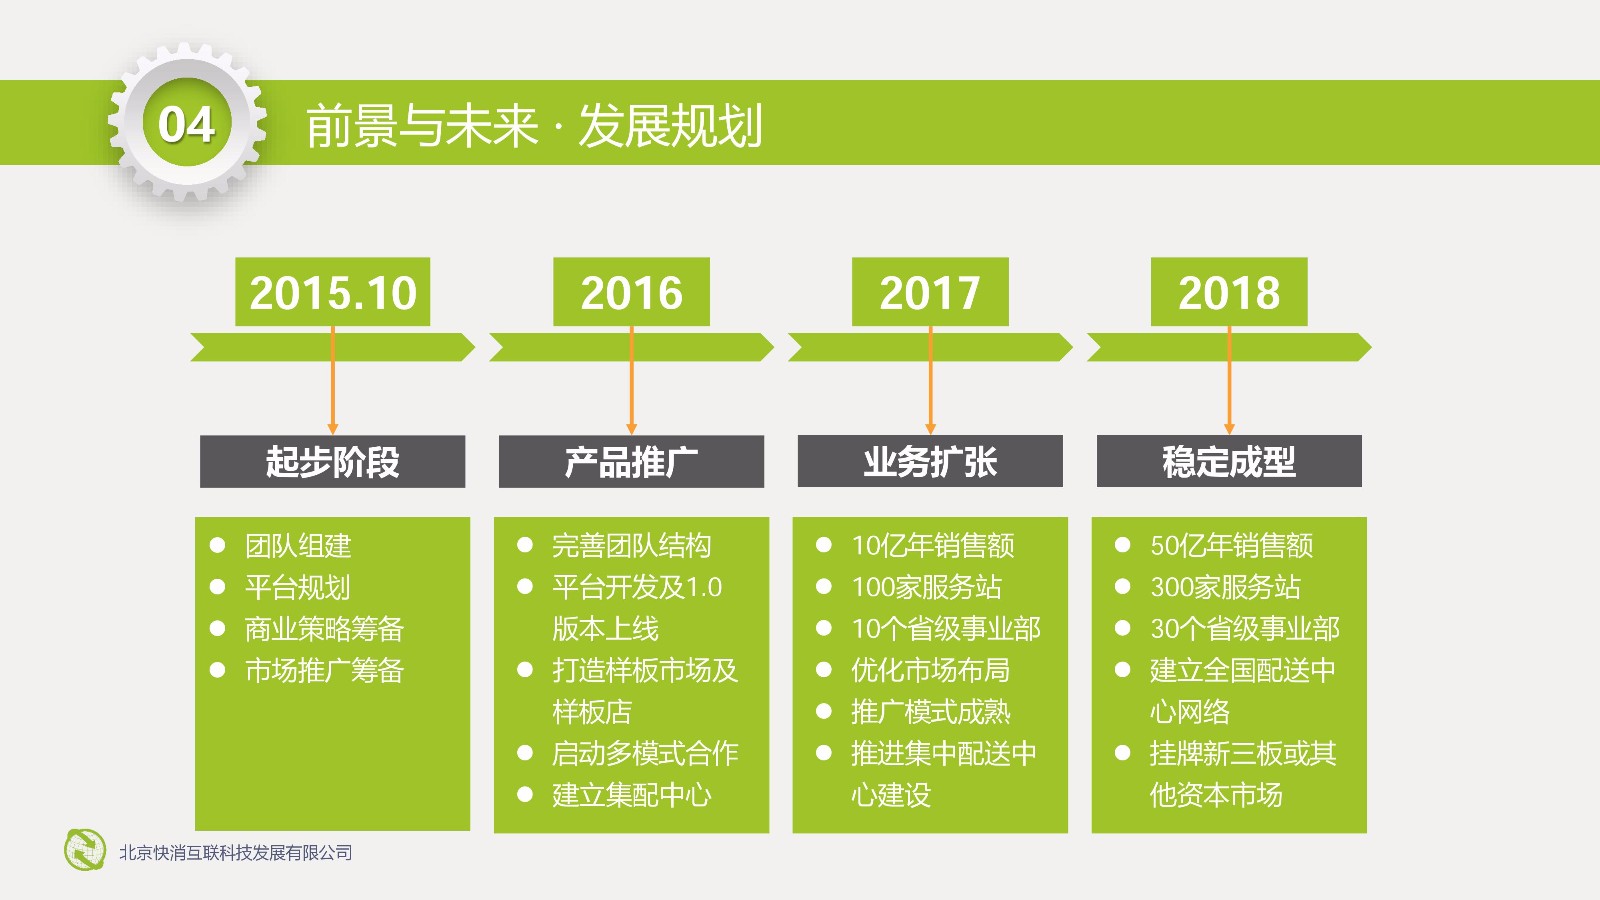 04
前景与未来 · 发展规划
2015.10
起步阶段
团队组建
平台规划
商业策略筹备
市场推广筹备
2016
产品推广
完善团队结构
平台开发及1.0
版本上线
打造样板市场及
样板店
启动多模式合作
建立集配中心
2017
业务扩张
10亿年销售额
100家服务站
10个省级事业部
优化市场布局
推广模式成熟
推进集中配送中
心建设
2018
稳定成型
50亿年销售额
300家服务站
30个省级事业部
建立全国配送中
心网络
挂牌新三板或其
他资本市场
北京快消互联科技发展有限公司